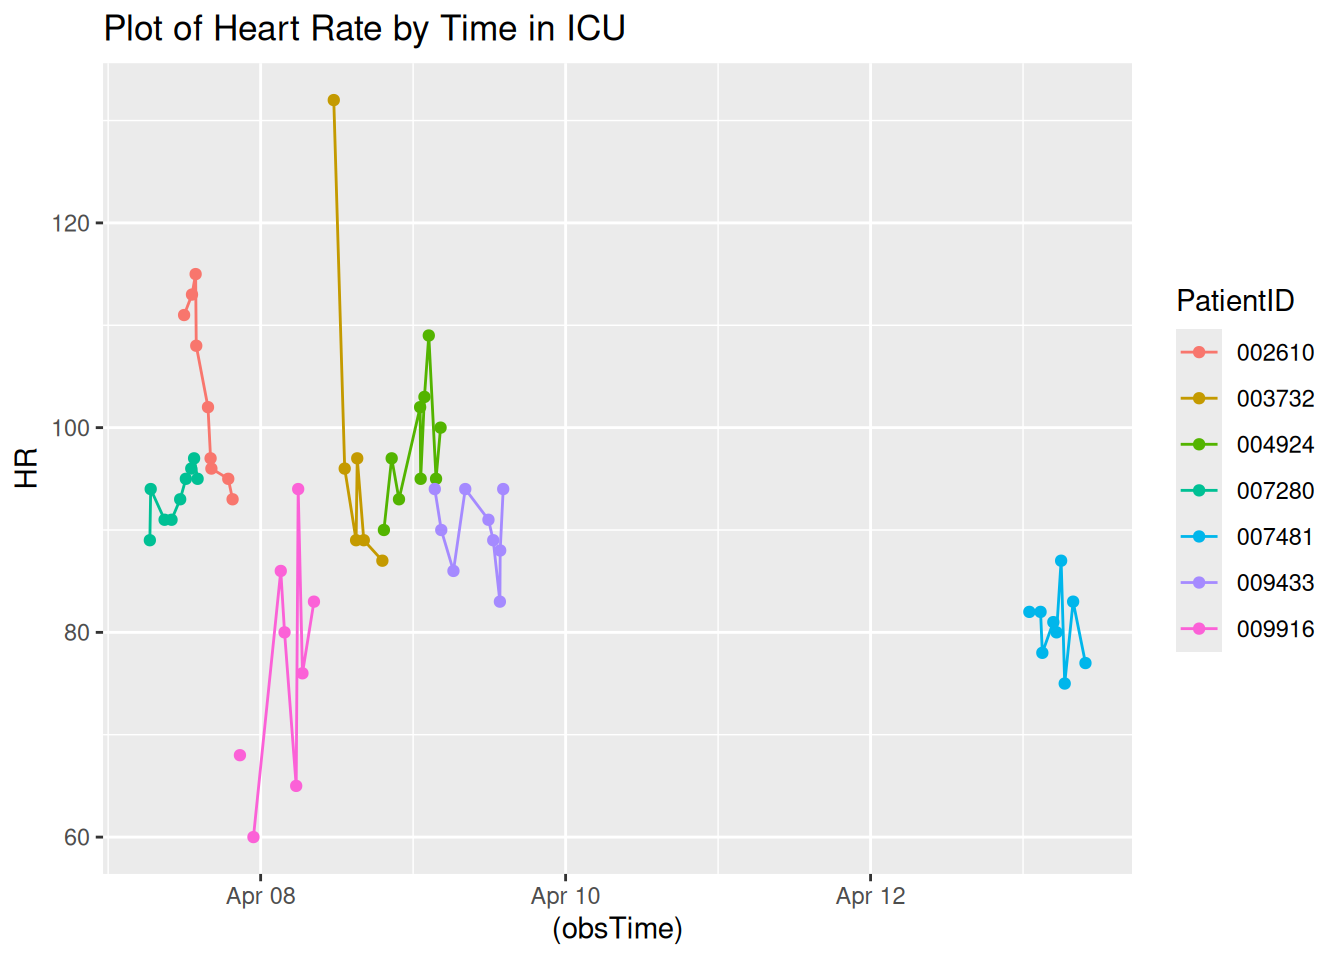 Plot of Heart Rate by Time in ICU
HR
120
100
80
60
Apr 08
Apr 10
Apr 12
(obsTime)
PatientID
002610
003732
004924
007280
007481
009433
009916